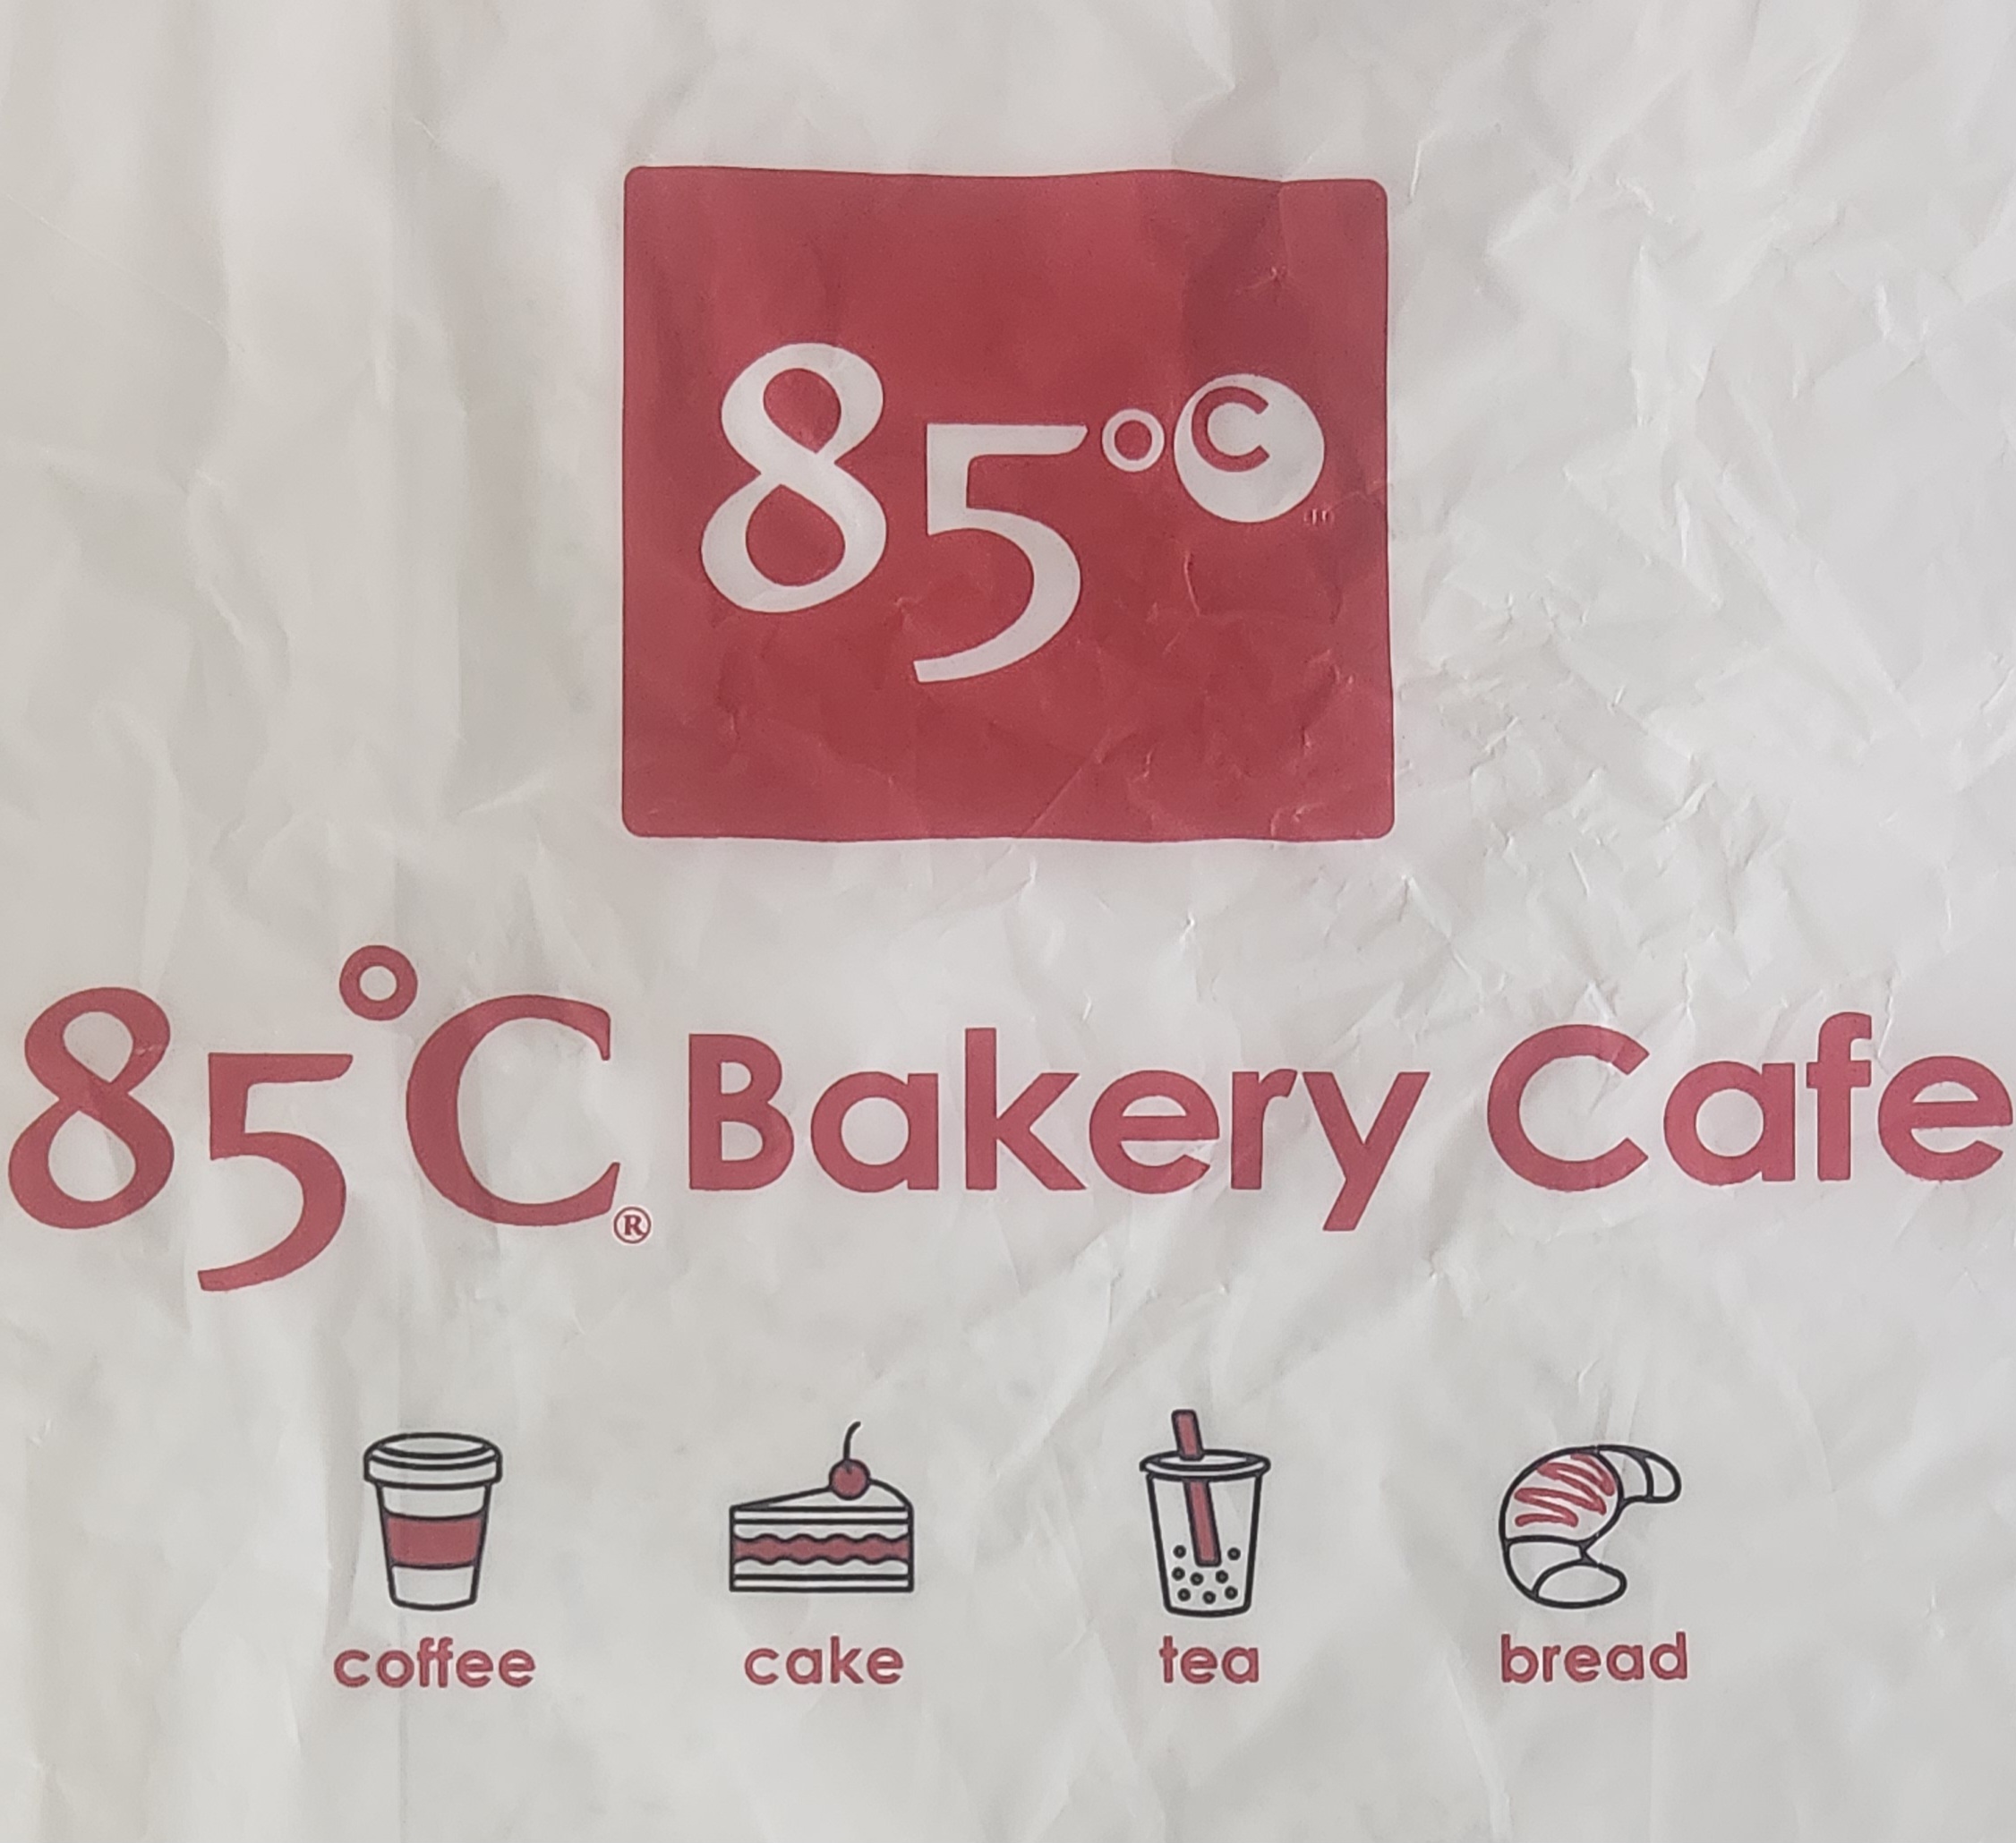 85°C
85°C® Bakery Cafe
coffee cake tea bread